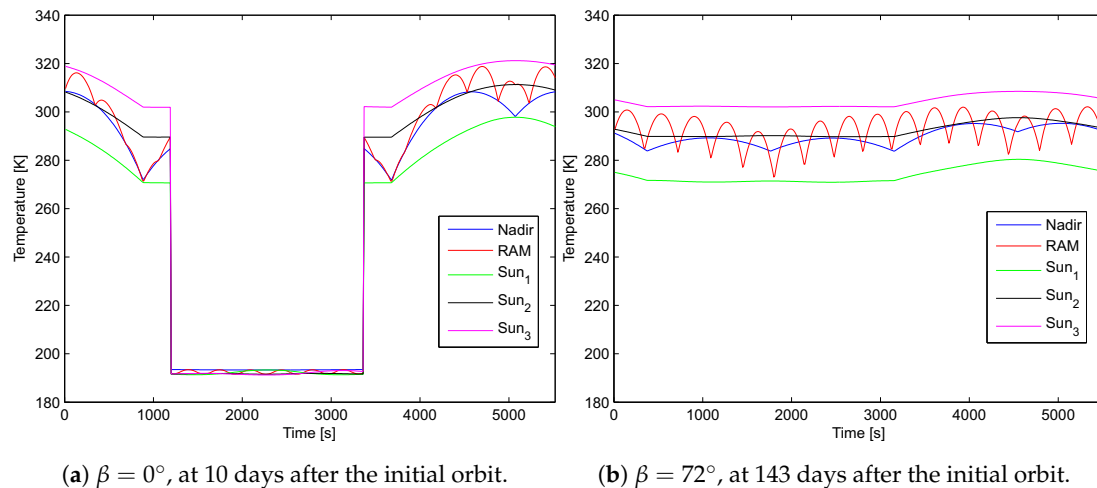 340
320
300
280
260
240
220
200
180
Temperature [K]
0
1000
2000
3000
4000
5000
Time [s]
Nadir
RAM
Sun1
Sun2
Sun3
(a) β = 0°, at 10 days after the initial orbit.
340
320
300
280
260
240
220
200
180
Temperature [K]
0
1000
2000
3000
4000
5000
Time [s]
Nadir
RAM
Sun1
Sun2
Sun3
(b) β = 72°, at 143 days after the initial orbit.